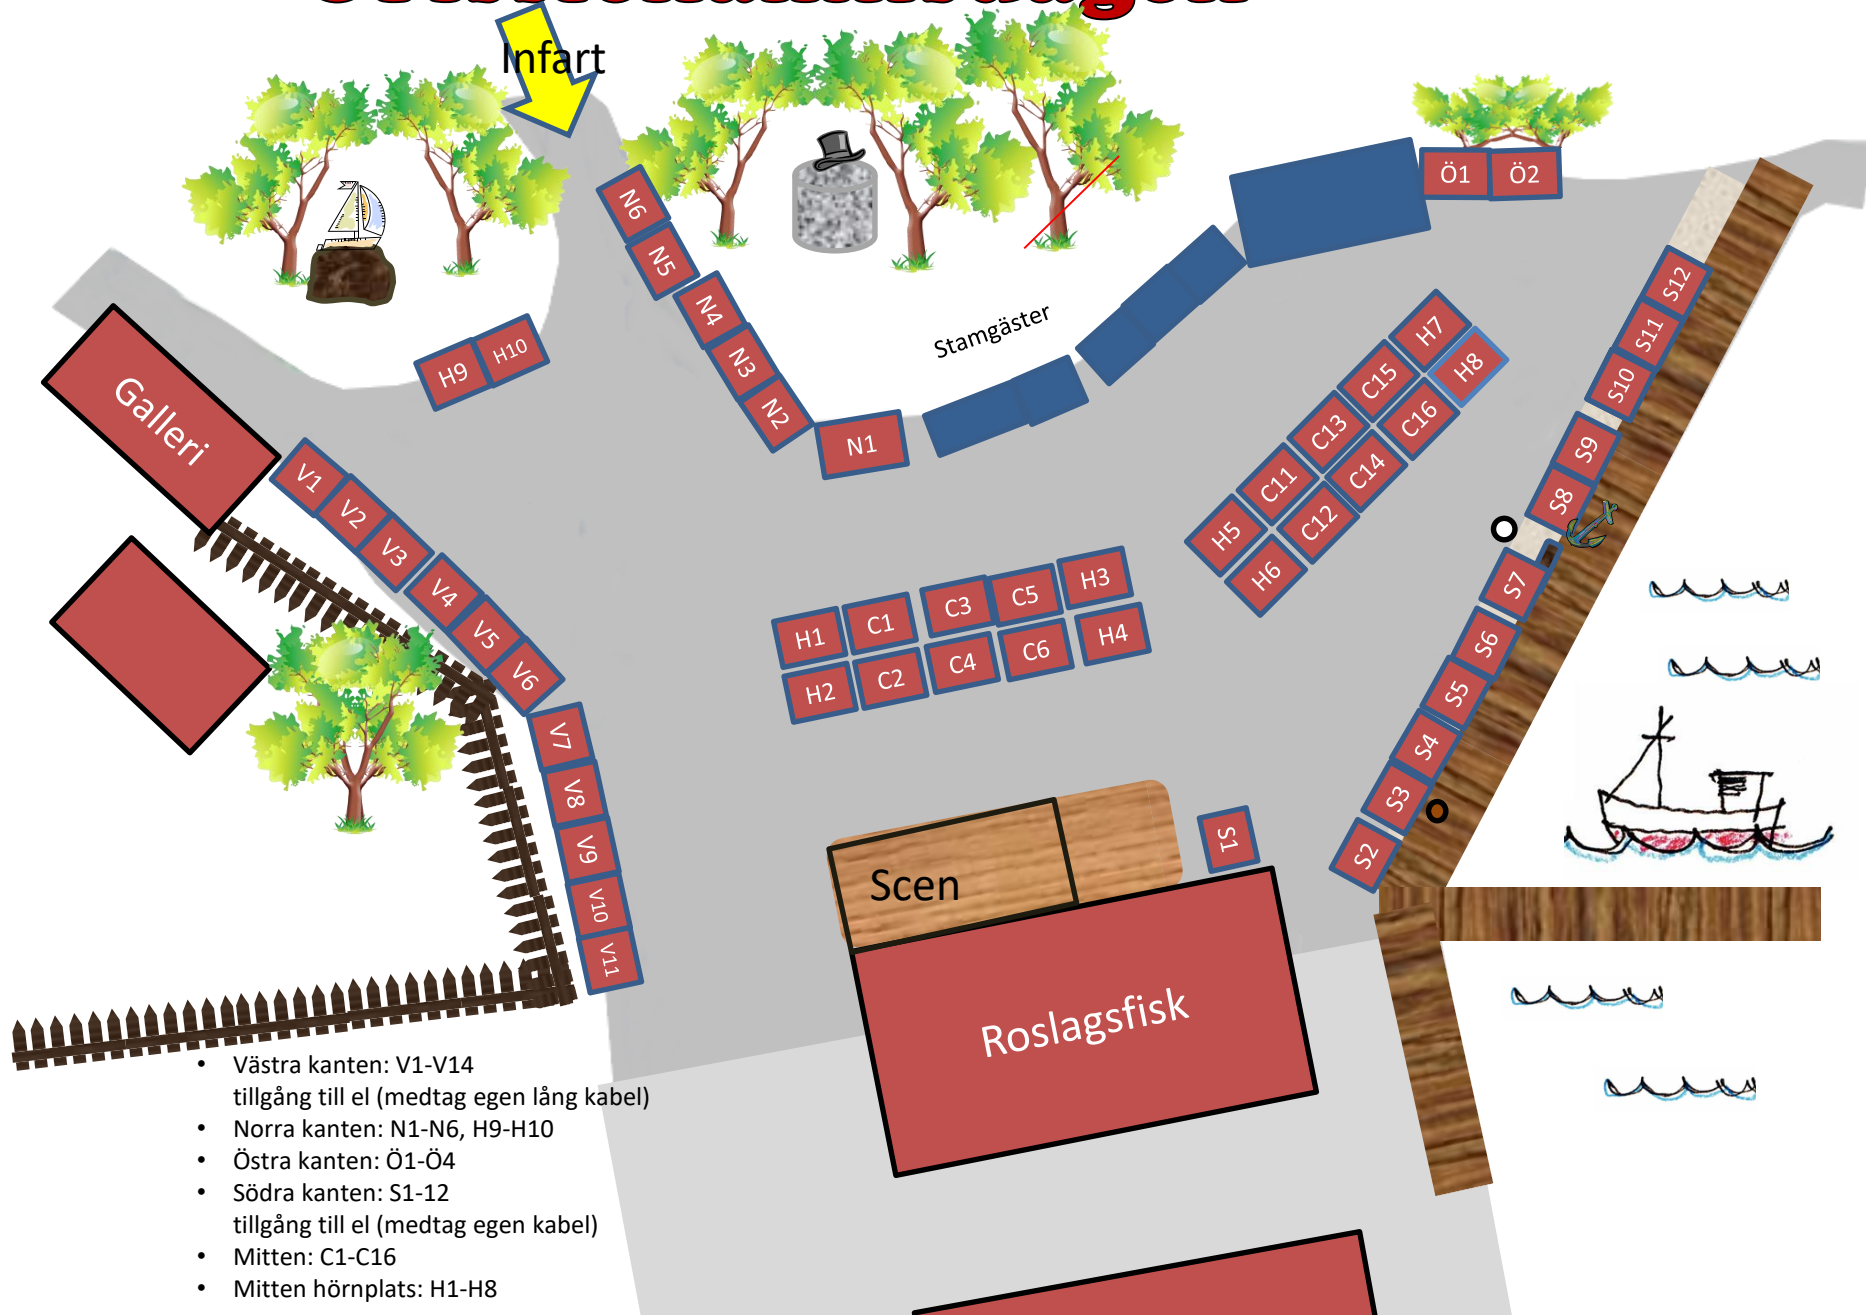 Infart
Ö1
Ö2
N6
N5
N4
N3
N2
N1
Stamgäster
S12
S11
S10
S9
S8
S7
S6
S5
S4
S3
S2
S1
H7
H8
C15
C16
C13
C14
C11
C12
H5
H6
H9
H10
Galleri
V1
V2
V3
V4
V5
V6
V7
V8
V9
V10
V11
H1
C1
C3
C5
H3
H2
C2
C4
C6
H4
Scen
Roslagsfisk
• Västra kanten: V1-V14
tillgång till el (medtag egen lång kabel)
• Norra kanten: N1-N6, H9-H10
• Östra kanten: Ö1-Ö4
• Södra kanten: S1-12
tillgång till el (medtag egen kabel)
• Mitten: C1-C16
• Mitten hörnplats: H1-H8